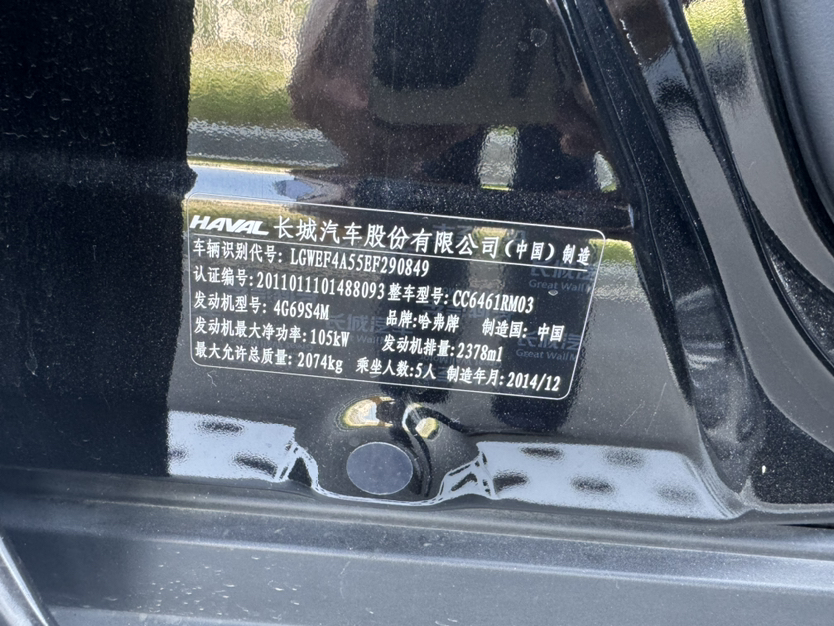 HAVAL 长城汽车股份有限公司(中国) 制造
车辆识别代号: LGWEF4A55EF290849
认证编号: 2011011101488093 整车型号: CC6461RM03
发动机型号: 4G69S4M 品牌:哈弗牌 制造国: 中国
发动机最大净功率: 105kW 发动机排量: 2378ml
最大允许总质量: 2074kg 乘坐人数:5人 制造年月: 2014/12